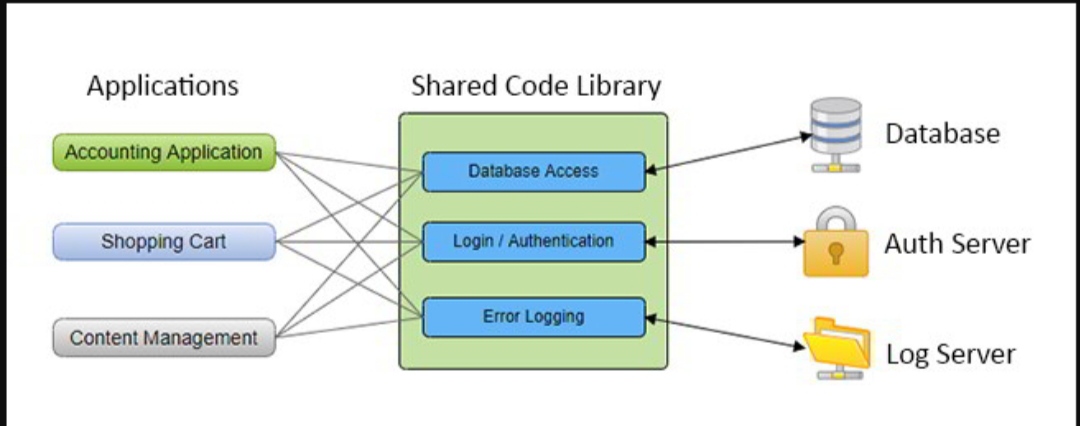 Applications
Shared Code Library
Accounting Application
Shopping Cart
Content Management
Database Access
Login / Authentication
Error Logging
Database
Auth Server
Log Server